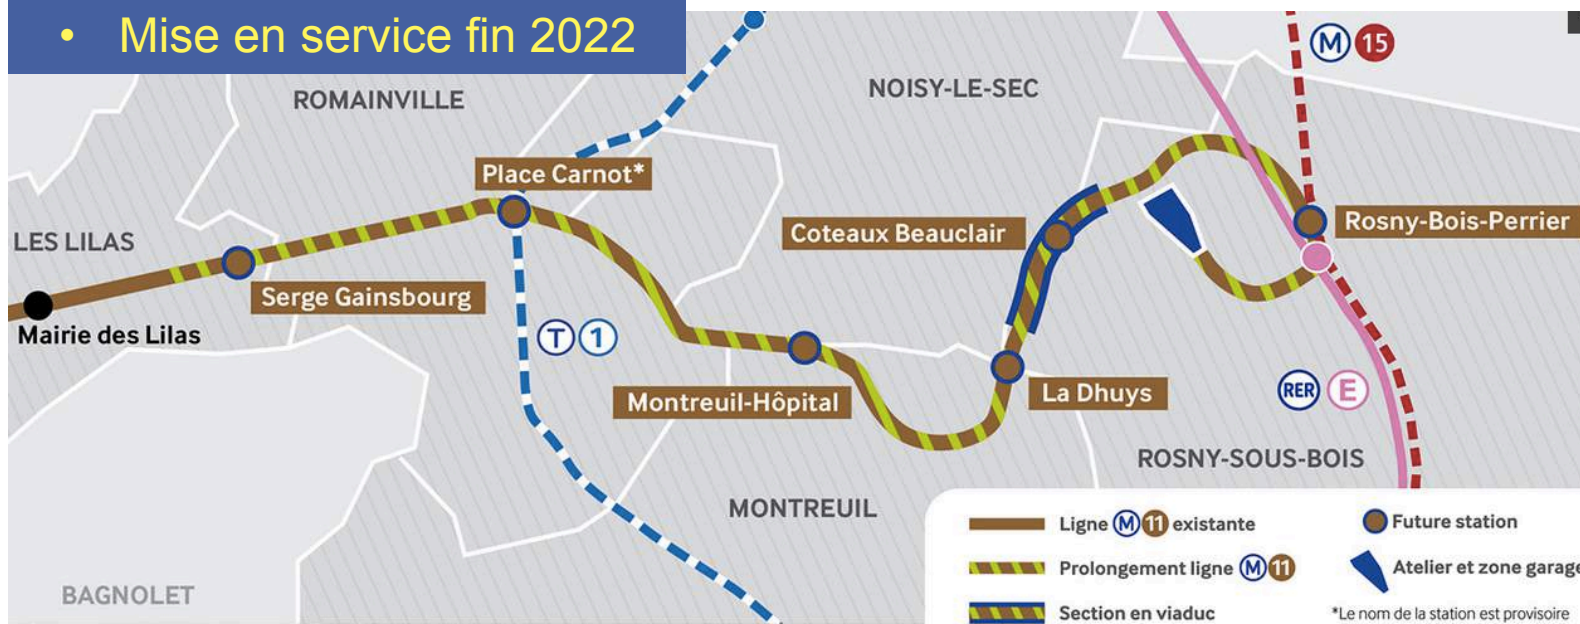 • Mise en service fin 2022
M 15
ROMAINVILLE
NOISY-LE-SEC
Place Carnot*
LES LILAS
Coteaux Beauclair
Rosny-Bois-Perrier
Serge Gainsbourg
Mairie des Lilas
T 1
Montreuil-Hôpital
La Dhuys
RER E
ROSNY-SOUS-BOIS
MONTREUIL
BAGNOLET
Ligne M 11 existante
Future station
Prolongement ligne M 11
Atelier et zone garage
Section en viaduc
*Le nom de la station est provisoire